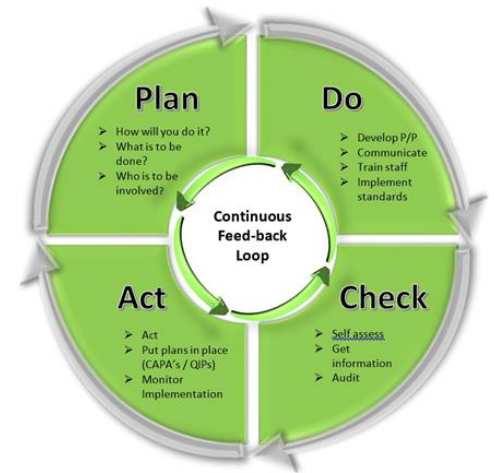 Plan
➢ How will you do it?
➢ What is to be
done?
➢ Who is to be
involved?
Do
➢ Develop P/P
➢ Communicate
➢ Train staff
➢ Implement
standards
Continuous
Feed-back
Loop
Act
➢ Act
➢ Put plans in place
(CAPA's / QIPs)
➢ Monitor
Implementation
Check
➢ Self assess
➢ Get
information
➢ Audit